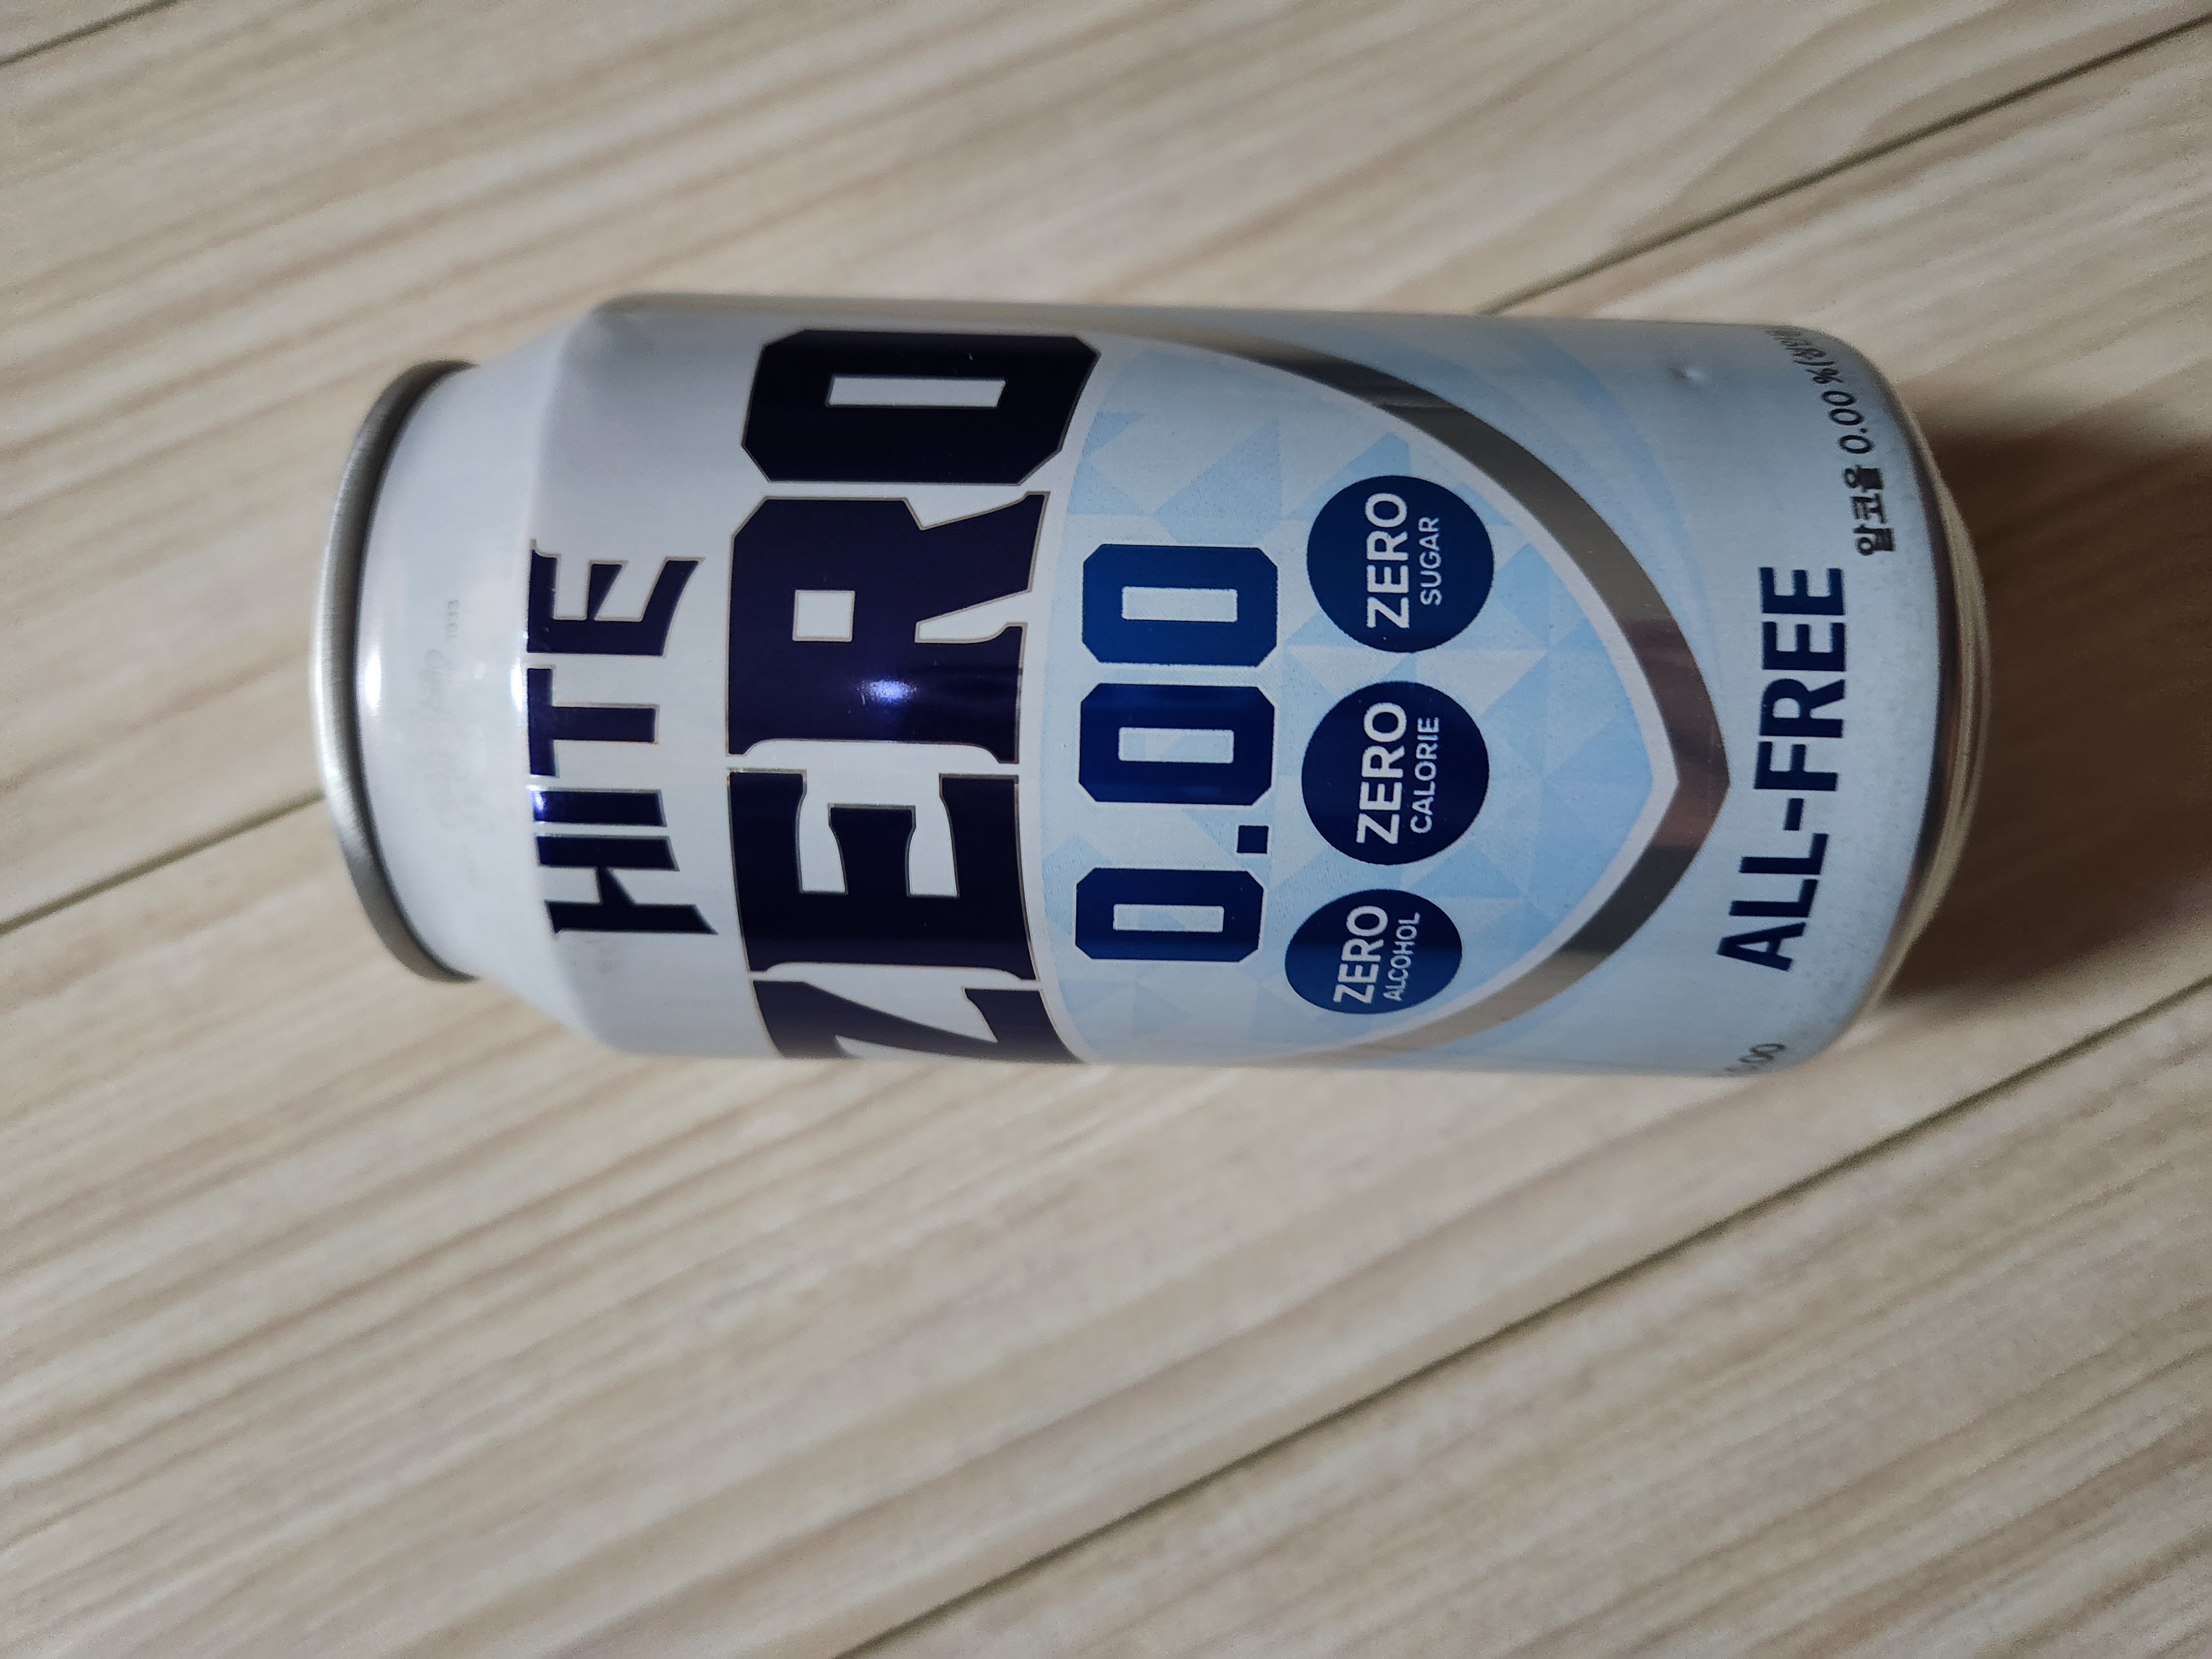 HITE
ZERO
0.00
ZERO
ALCOHOL
ZERO
CALORIE
ZERO
SUGAR
ALL-FREE
알코올 0.00 %